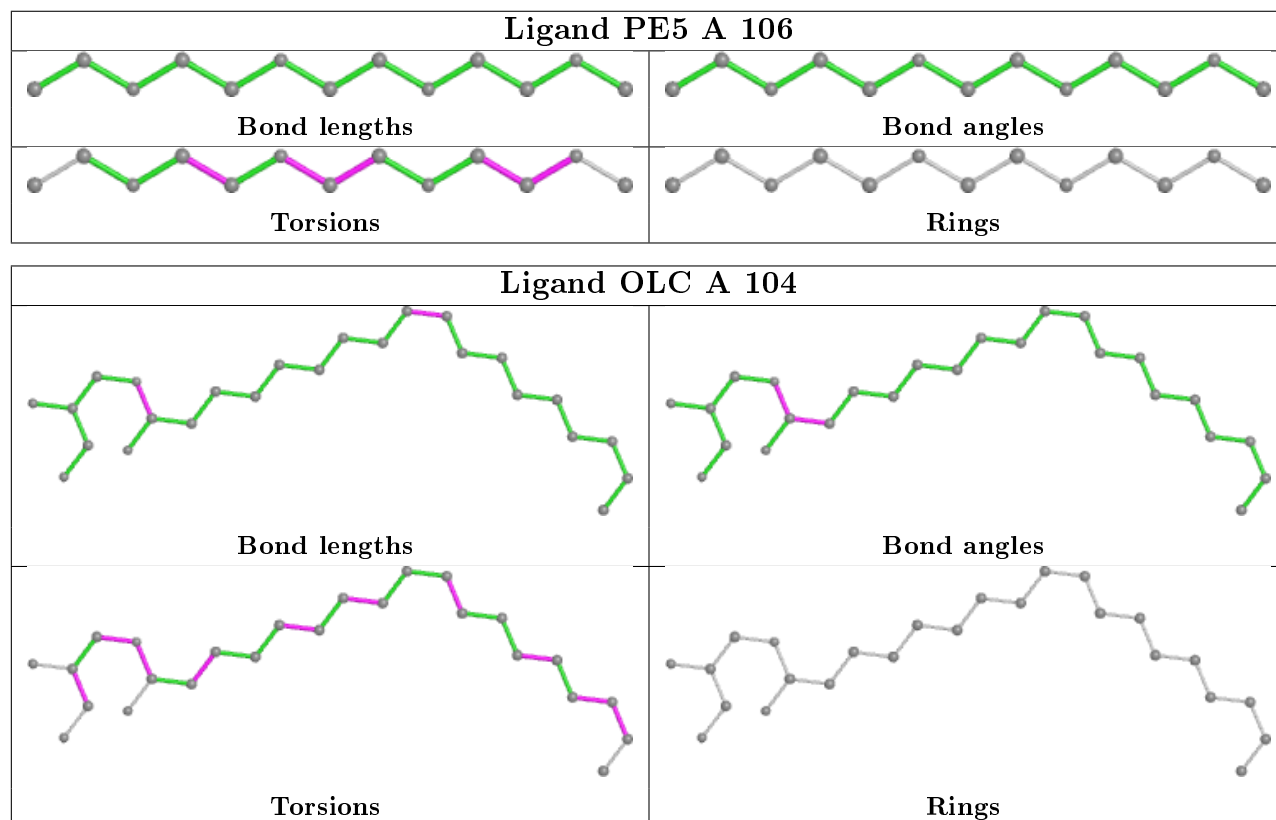 Ligand PE5 A 106
Bond lengths
Bond angles
Torsions
Rings
Ligand OLC A 104
Bond lengths
Bond angles
Torsions
Rings